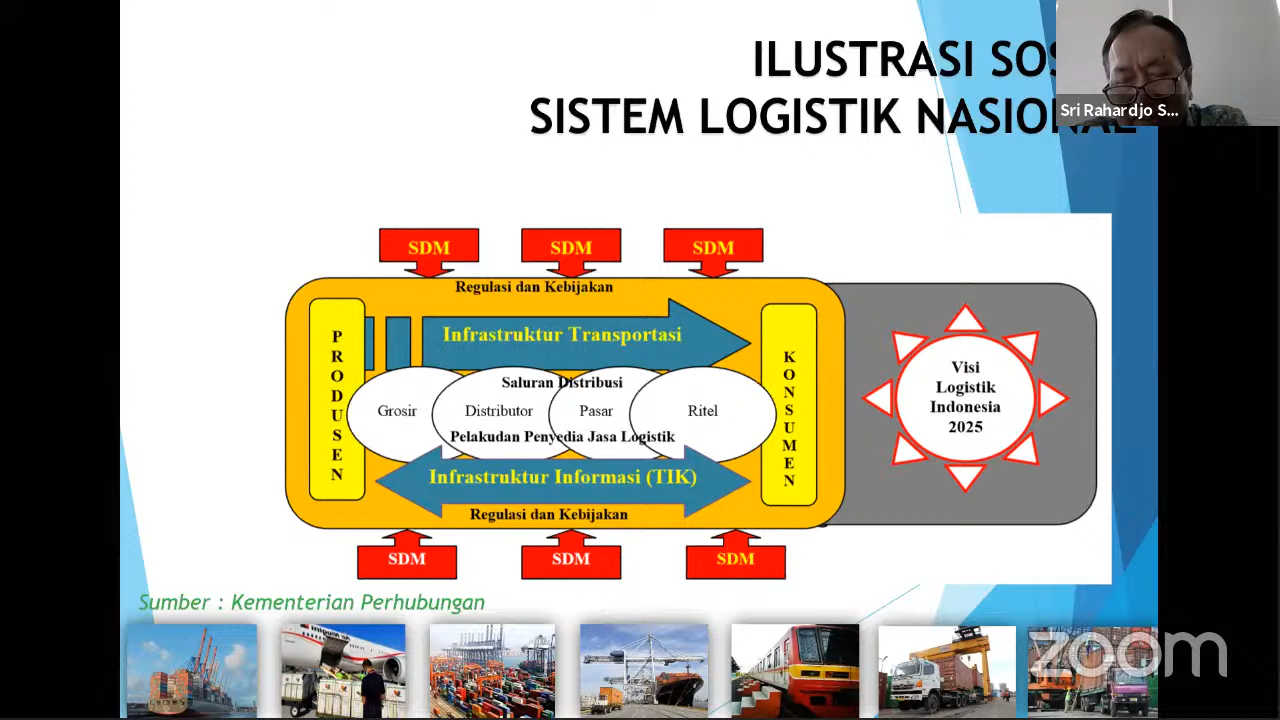 ILUSTRASI SOS
SISTEM LOGISTIK NASIONAL
Sri Rahardjo S...
SDM SDM SDM
Regulasi dan Kebijakan
PRODUSEN
Infrastruktur Transportasi
KONSUMEN
Saluran Distribusi
Grosir Distributor Pasar Ritel
Pelakudan Penyedia Jasa Logistik
Infrastruktur Informasi (TIK)
Regulasi dan Kebijakan
SDM SDM SDM
Visi
Logistik
Indonesia
2025
Sumber : Kementerian Perhubungan
zoom